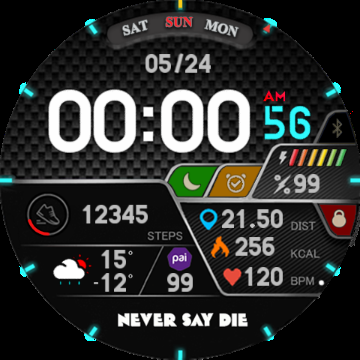 SAT SUN MON
05/24
00:00 AM 56
%99
12345 STEPS
21.50 DIST
256 KCAL
120 BPM
15°
-12°
pai
99
NEVER SAY DIE